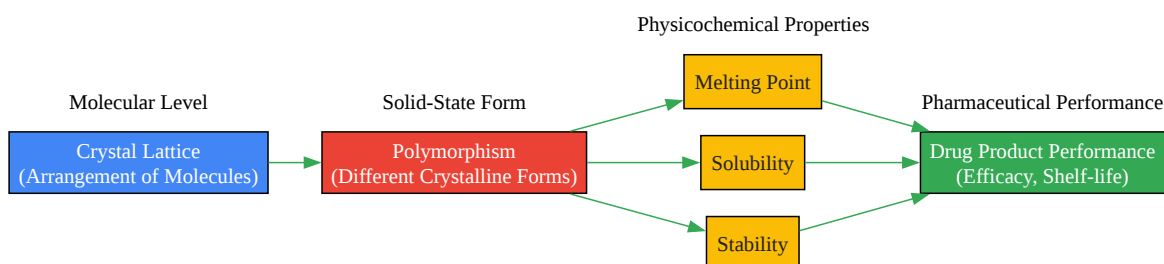 Molecular Level
Crystal Lattice
(Arrangement of Molecules)
Solid-State Form
Polymorphism
(Different Crystalline Forms)
Physicochemical Properties
Melting Point
Solubility
Stability
Pharmaceutical Performance
Drug Product Performance
(Efficacy, Shelf-life)